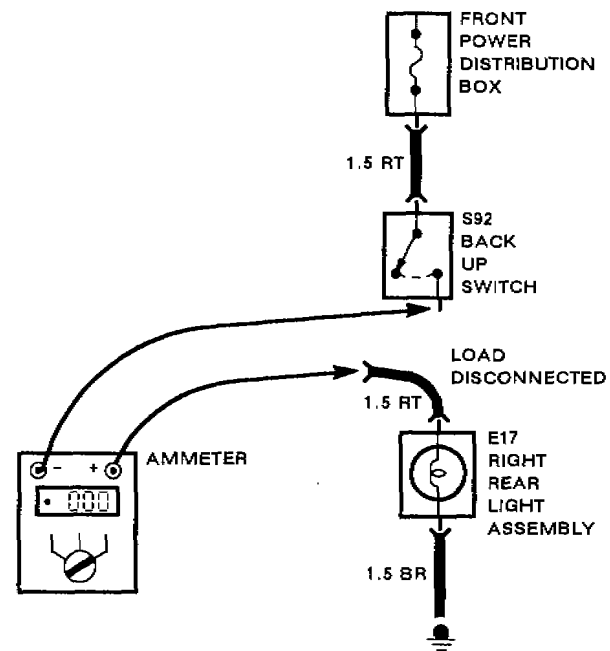 FRONT
POWER
DISTRIBUTION
BOX
1.5 RT
S92
BACK
UP
SWITCH
LOAD
DISCONNECTED
1.5 RT
AMMETER
- +
000
E17
RIGHT
REAR
LIGHT
ASSEMBLY
1.5 BR